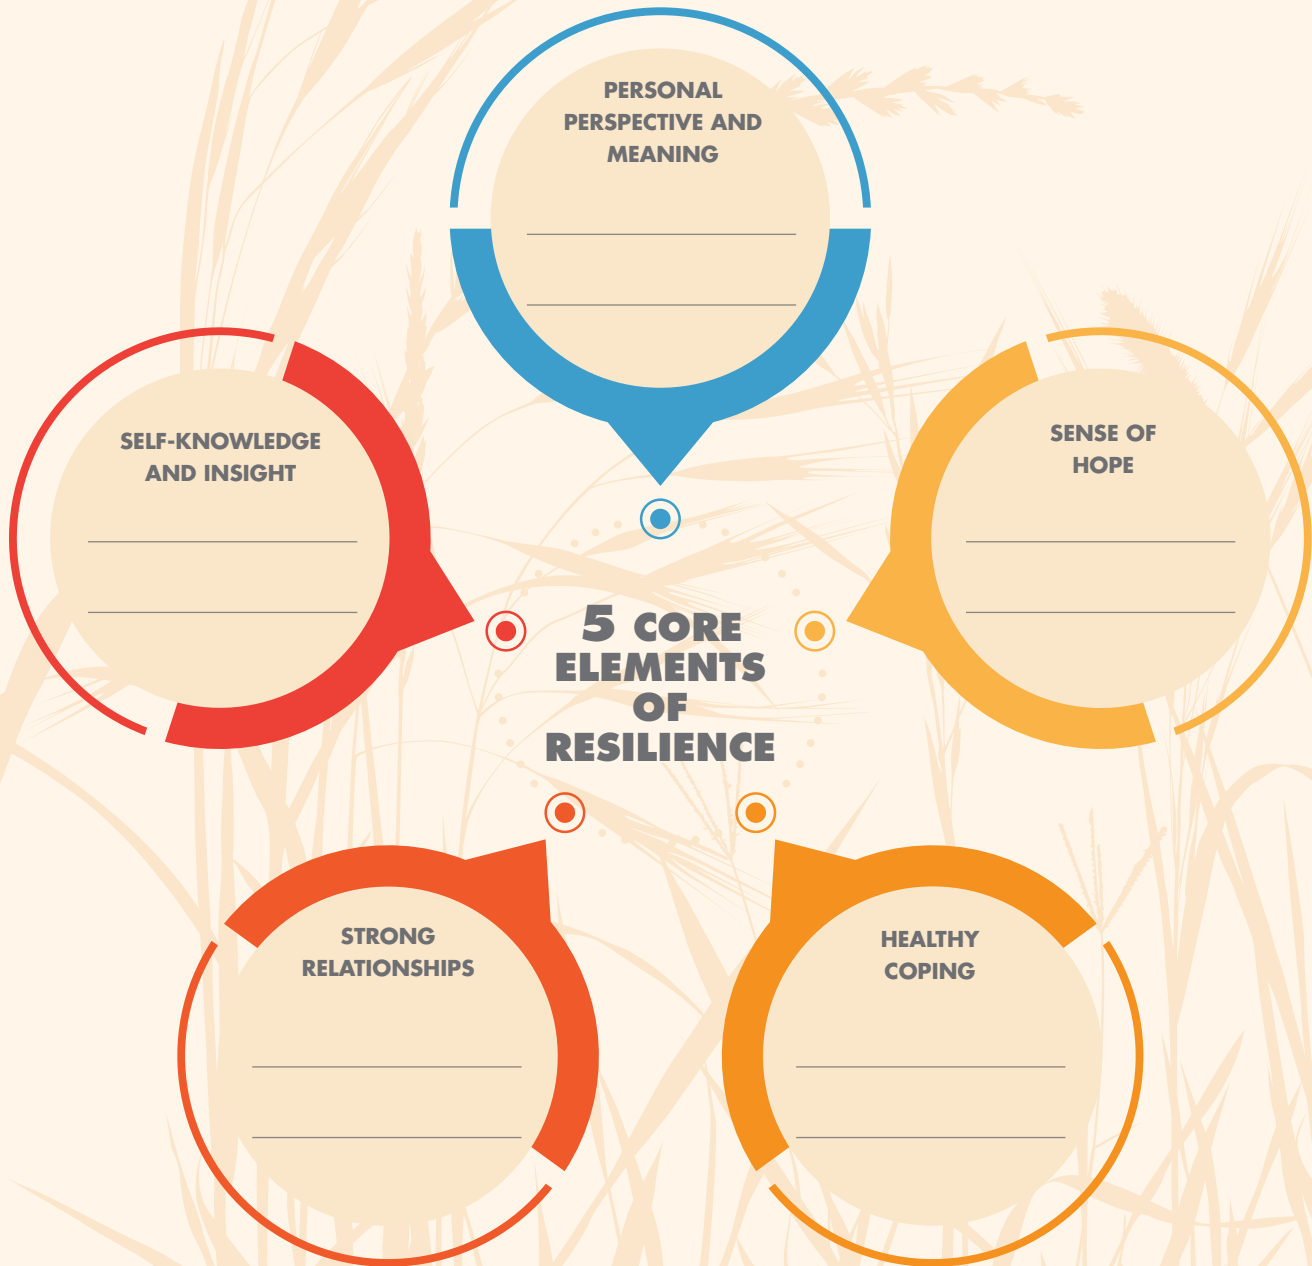 PERSONAL
PERSPECTIVE AND
MEANING
SELF-KNOWLEDGE
AND INSIGHT
SENSE OF
HOPE
5 CORE
ELEMENTS
OF
RESILIENCE
STRONG
RELATIONSHIPS
HEALTHY
COPING